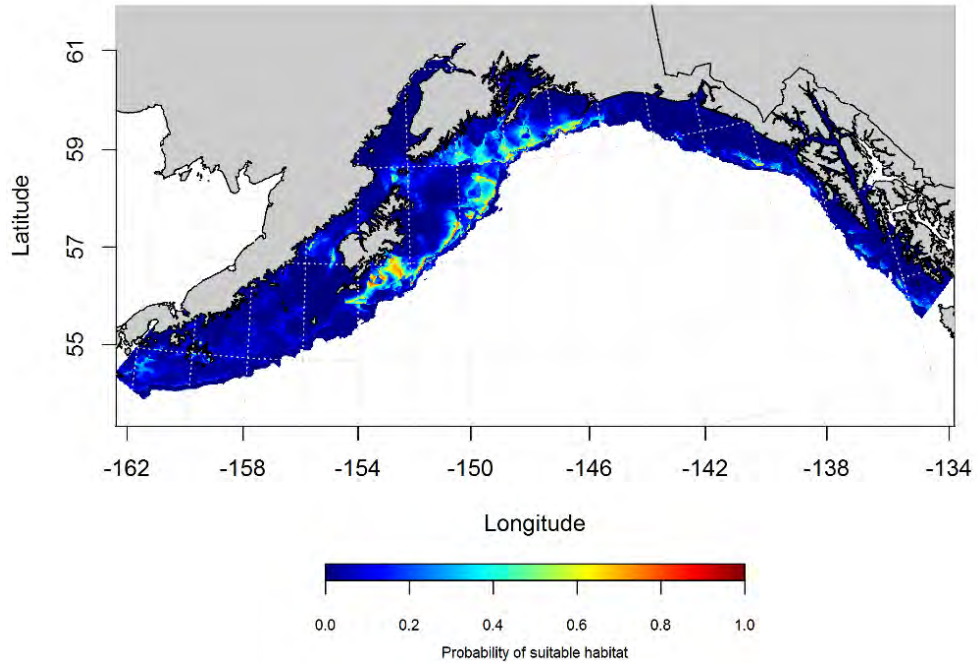 61
59
57
55
Latitude
-162 -158 -154 -150 -146 -142 -138 -134
Longitude
0.0 0.2 0.4 0.6 0.8 1.0
Probability of suitable habitat